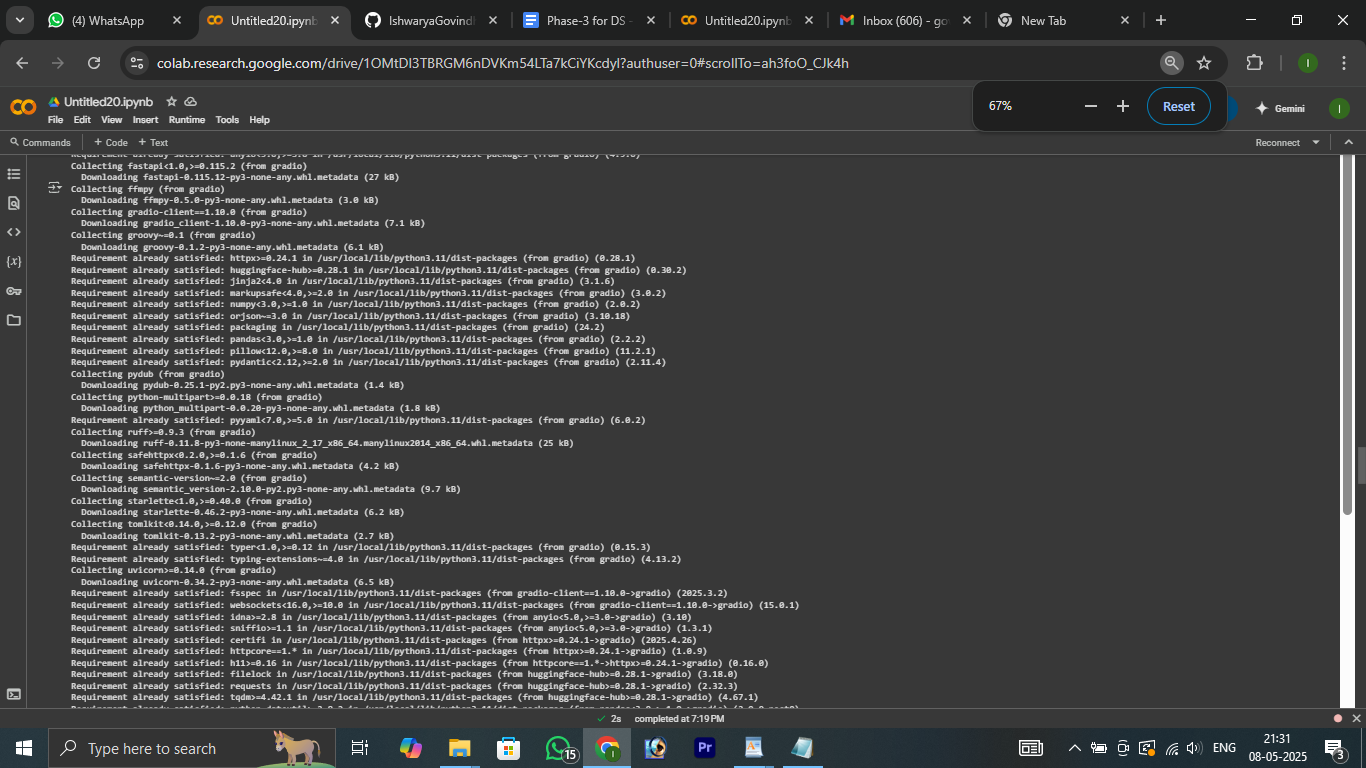 (4) WhatsApp
Untitled20.ipynb
IshwaryaGovindh
Phase-3 for DS -
Untitled20.ipynb
Inbox (606) - go
New Tab
colab.research.google.com/drive/1OMtDl3TBRGM6nDVKm54LTa7kCiYKcdyl?authuser=0#scrollTo=ah3foO_CJk4h
67%
Reset
Untitled20.ipynb
File Edit View Insert Runtime Tools Help
Gemini
I
Commands + Code + Text
Reconnect
Collecting fastapi<1.0,>=0.115.2 (from gradio)
Downloading fastapi-0.115.12-py3-none-any.whl.metadata (27 kB)
Collecting ffmpy (from gradio)
Downloading ffmpy-0.5.0-py3-none-any.whl.metadata (3.0 kB)
Collecting gradio-client==1.10.0 (from gradio)
Downloading gradio_client-1.10.0-py3-none-any.whl.metadata (7.1 kB)
Collecting groovy~=0.1 (from gradio)
Downloading groovy-0.1.2-py3-none-any.whl.metadata (6.1 kB)
Requirement already satisfied: httpx>=0.24.1 in /usr/local/lib/python3.11/dist-packages (from gradio) (0.28.1)
Requirement already satisfied: huggingface-hub>=0.28.1 in /usr/local/lib/python3.11/dist-packages (from gradio) (0.30.2)
Requirement already satisfied: jinja2<4.0 in /usr/local/lib/python3.11/dist-packages (from gradio) (3.1.6)
Requirement already satisfied: markupsafe<4.0,>=2.0 in /usr/local/lib/python3.11/dist-packages (from gradio) (3.0.2)
Requirement already satisfied: numpy<3.0,>=1.0 in /usr/local/lib/python3.11/dist-packages (from gradio) (2.0.2)
Requirement already satisfied: orjson~=3.0 in /usr/local/lib/python3.11/dist-packages (from gradio) (3.10.18)
Requirement already satisfied: packaging in /usr/local/lib/python3.11/dist-packages (from gradio) (24.2)
Requirement already satisfied: pandas<3.0,>=1.0 in /usr/local/lib/python3.11/dist-packages (from gradio) (2.2.2)
Requirement already satisfied: pillow<12.0,>=8.0 in /usr/local/lib/python3.11/dist-packages (from gradio) (11.2.1)
Requirement already satisfied: pydantic<2.12,>=2.0 in /usr/local/lib/python3.11/dist-packages (from gradio) (2.11.4)
Collecting pydub (from gradio)
Downloading pydub-0.25.1-py2.py3-none-any.whl.metadata (1.4 kB)
Collecting python-multipart>=0.0.18 (from gradio)
Downloading python_multipart-0.0.20-py3-none-any.whl.metadata (1.8 kB)
Requirement already satisfied: pyyaml<7.0,>=5.0 in /usr/local/lib/python3.11/dist-packages (from gradio) (6.0.2)
Collecting ruff>=0.9.3 (from gradio)
Downloading ruff-0.11.8-py3-none-manylinux_2_17_x86_64.manylinux2014_x86_64.whl.metadata (25 kB)
Collecting safehttpx<0.2.0,>=0.1.6 (from gradio)
Downloading safehttpx-0.1.6-py3-none-any.whl.metadata (4.2 kB)
Collecting semantic-version~=2.0 (from gradio)
Downloading semantic_version-2.10.0-py2.py3-none-any.whl.metadata (9.7 kB)
Collecting starlette<1.0,>=0.40.0 (from gradio)
Downloading starlette-0.46.2-py3-none-any.whl.metadata (6.2 kB)
Collecting tomlkit<0.14.0,>=0.12.0 (from gradio)
Downloading tomlkit-0.13.2-py3-none-any.whl.metadata (2.7 kB)
Requirement already satisfied: typer<1.0,>=0.12 in /usr/local/lib/python3.11/dist-packages (from gradio) (0.15.3)
Requirement already satisfied: typing-extensions~=4.0 in /usr/local/lib/python3.11/dist-packages (from gradio) (4.13.2)
Collecting uvicorn>=0.14.0 (from gradio)
Downloading uvicorn-0.34.2-py3-none-any.whl.metadata (6.5 kB)
Requirement already satisfied: fsspec in /usr/local/lib/python3.11/dist-packages (from gradio-client==1.10.0->gradio) (2025.3.2)
Requirement already satisfied: websockets<16.0,>=10.0 in /usr/local/lib/python3.11/dist-packages (from gradio-client==1.10.0->gradio) (15.0.1)
Requirement already satisfied: idna>=2.8 in /usr/local/lib/python3.11/dist-packages (from anyio<5.0,>=3.0->gradio) (3.10)
Requirement already satisfied: sniffio>=1.1 in /usr/local/lib/python3.11/dist-packages (from anyio<5.0,>=3.0->gradio) (1.3.1)
Requirement already satisfied: certifi in /usr/local/lib/python3.11/dist-packages (from httpx>=0.24.1->gradio) (2025.4.26)
Requirement already satisfied: httpcore==1.* in /usr/local/lib/python3.11/dist-packages (from httpx>=0.24.1->gradio) (1.0.9)
Requirement already satisfied: h11>=0.16 in /usr/local/lib/python3.11/dist-packages (from httpcore==1.*->httpx>=0.24.1->gradio) (0.16.0)
Requirement already satisfied: filelock in /usr/local/lib/python3.11/dist-packages (from huggingface-hub>=0.28.1->gradio) (3.18.0)
Requirement already satisfied: requests in /usr/local/lib/python3.11/dist-packages (from huggingface-hub>=0.28.1->gradio) (2.32.3)
Requirement already satisfied: tqdm>=4.42.1 in /usr/local/lib/python3.11/dist-packages (from huggingface-hub>=0.28.1->gradio) (4.67.1)
2s completed at 7:19 PM
Type here to search
15
Pr
ENG
21:31
08-05-2025
3